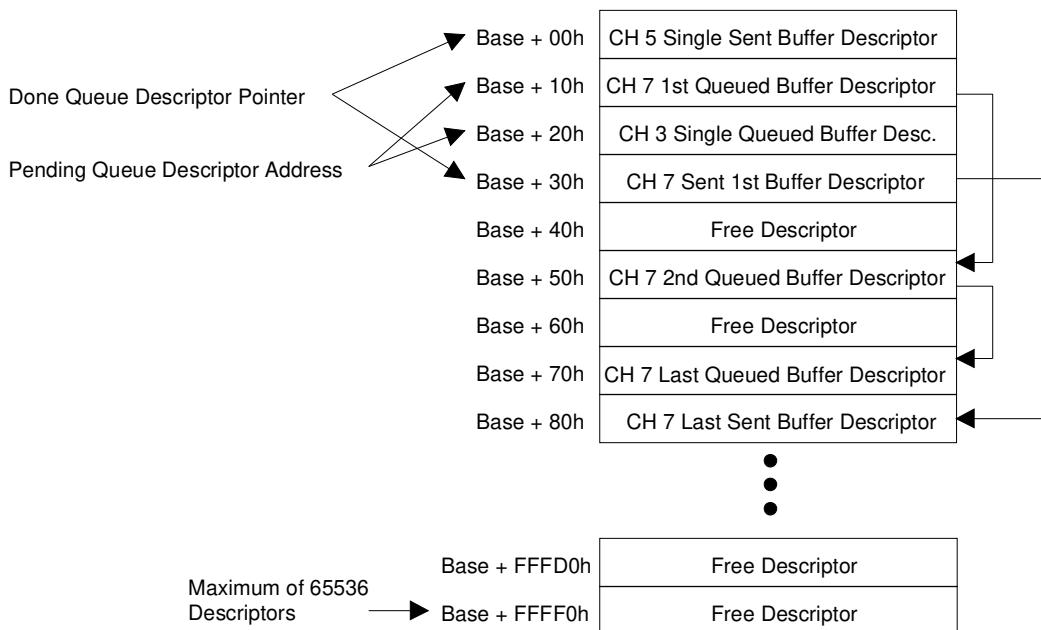 Base + 00h CH 5 Single Sent Buffer Descriptor
Done Queue Descriptor Pointer
Base + 10h CH 7 1st Queued Buffer Descriptor
Base + 20h CH 3 Single Queued Buffer Desc.
Pending Queue Descriptor Address
Base + 30h CH 7 Sent 1st Buffer Descriptor
Base + 40h Free Descriptor
Base + 50h CH 7 2nd Queued Buffer Descriptor
Base + 60h Free Descriptor
Base + 70h CH 7 Last Queued Buffer Descriptor
Base + 80h CH 7 Last Sent Buffer Descriptor
Base + FFFD0h Free Descriptor
Maximum of 65536
Descriptors
Base + FFFF0h Free Descriptor